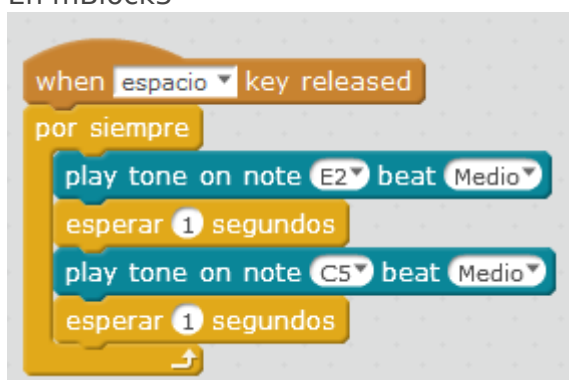 En mBlock3
when espacio key released
por siempre
play tone on note E2 beat Medio
esperar 1 segundos
play tone on note C5 beat Medio
esperar 1 segundos